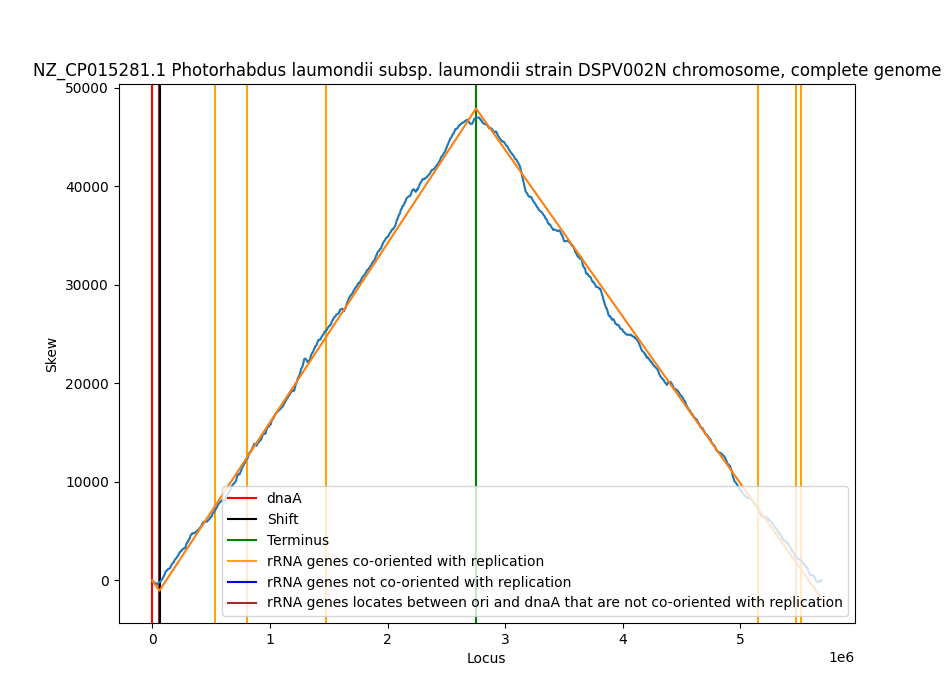 NZ_CP015281.1 Photorhabdus laumondii subsp. laumondii strain DSPV002N chromosome, complete genome
50000
40000
30000
20000
10000
0
Skew
dnaA
Shift
Terminus
rRNA genes co-oriented with replication
rRNA genes not co-oriented with replication
rRNA genes locates between ori and dnaA that are not co-oriented with replication
0 1 2 3 4 5
1e6
Locus